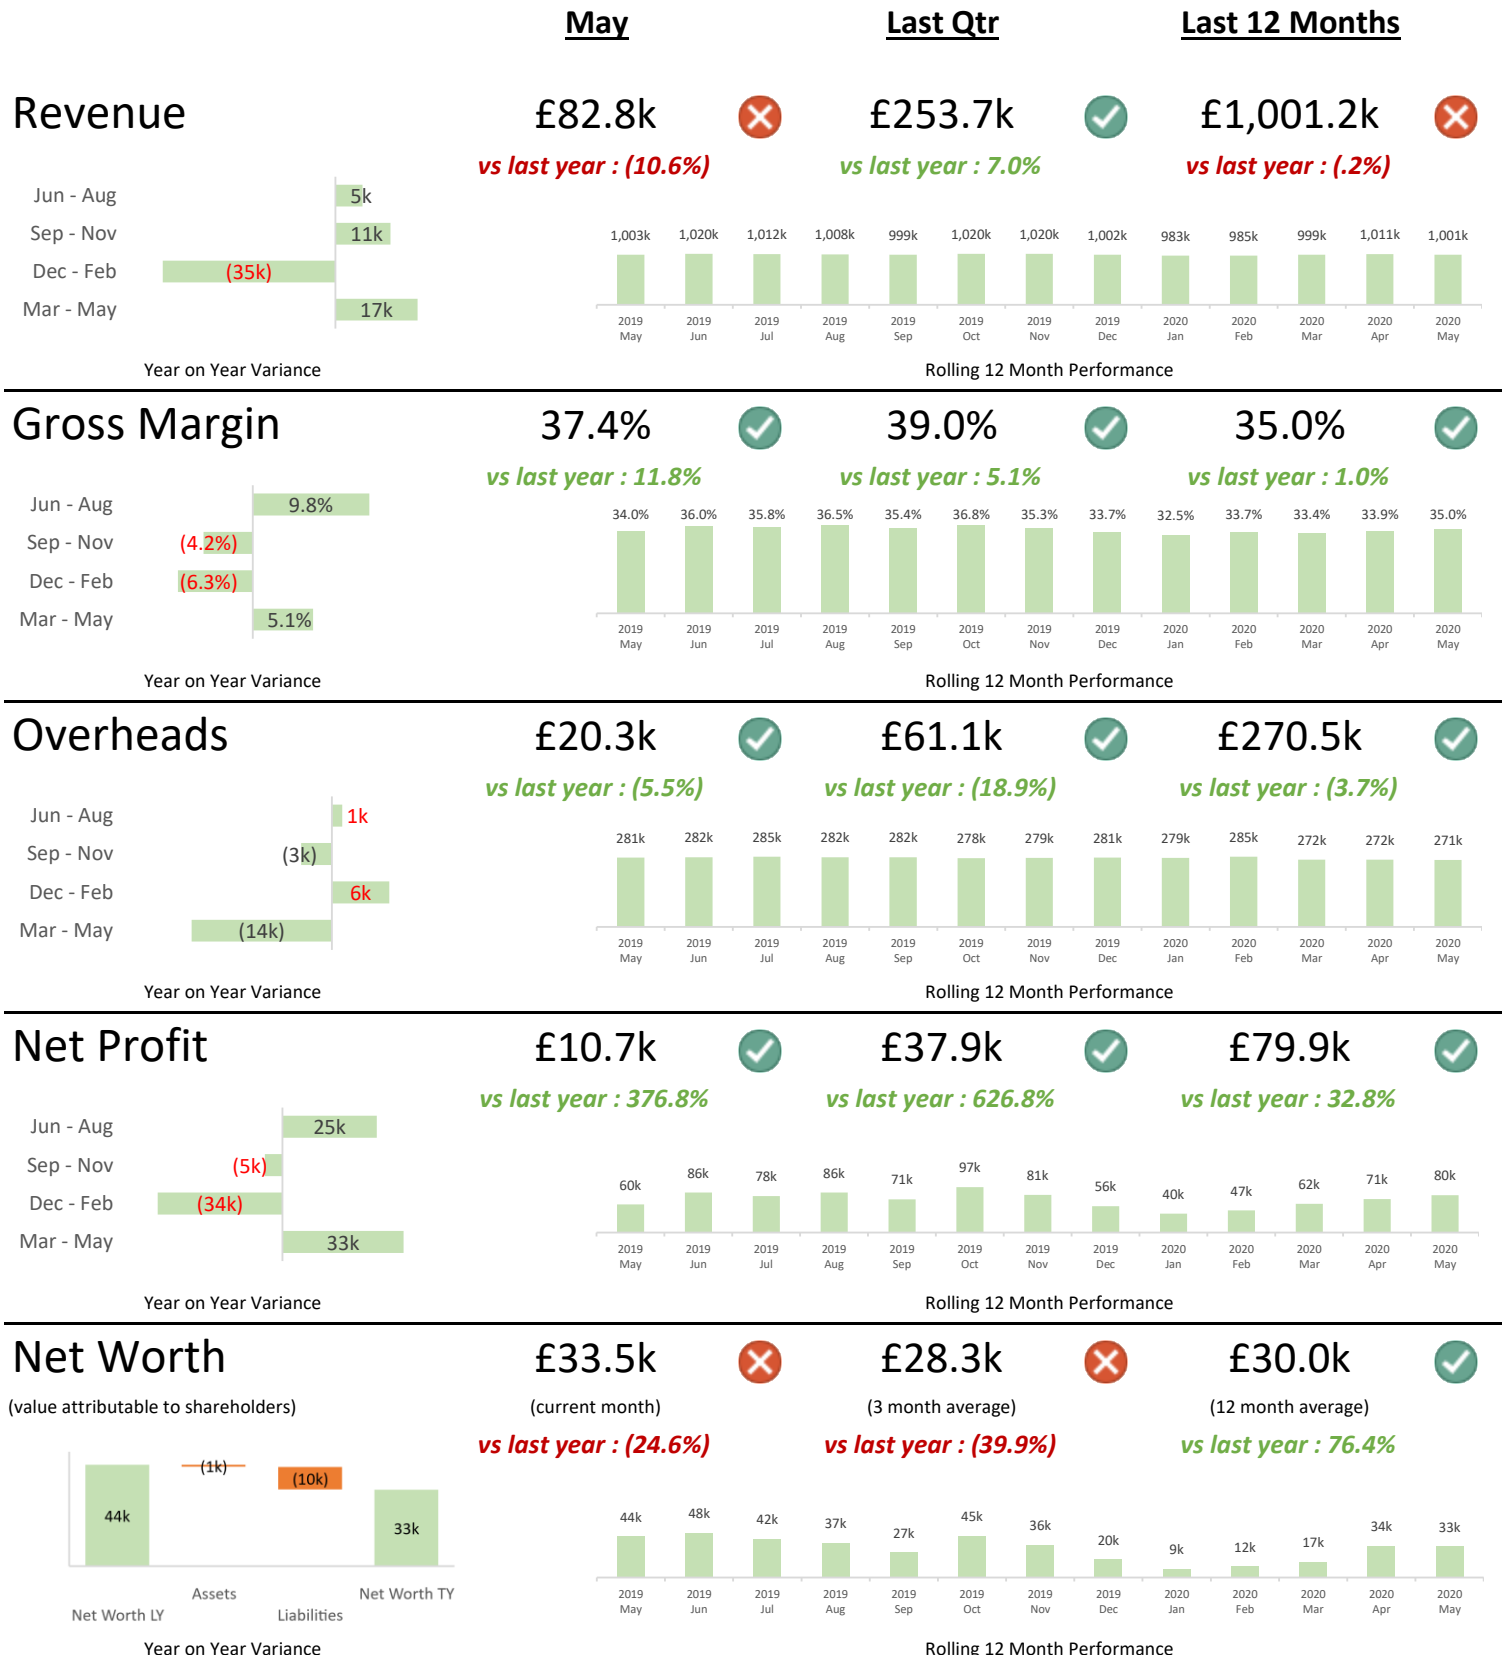 May Last Qtr Last 12 Months
Revenue £82.8k £253.7k £1,001.2k
vs last year : (10.6%) vs last year : 7.0% vs last year : (.2%)
Jun - Aug 5k
Sep - Nov 11k
Dec - Feb (35k)
Mar - May 17k
1,003k 1,020k 1,012k 1,008k 999k 1,020k 1,020k 1,002k 983k 985k 999k 1,011k 1,001k
2019 2019 2019 2019 2019 2019 2019 2019 2020 2020 2020 2020 2020
May Jun Jul Aug Sep Oct Nov Dec Jan Feb Mar Apr May
Year on Year Variance Rolling 12 Month Performance
Gross Margin 37.4% 39.0% 35.0%
vs last year : 11.8% vs last year : 5.1% vs last year : 1.0%
Jun - Aug 9.8%
Sep - Nov (4.2%)
Dec - Feb (6.3%)
Mar - May 5.1%
34.0% 36.0% 35.8% 36.5% 35.4% 36.8% 35.3% 33.7% 32.5% 33.7% 33.4% 33.9% 35.0%
2019 2019 2019 2019 2019 2019 2019 2019 2020 2020 2020 2020 2020
May Jun Jul Aug Sep Oct Nov Dec Jan Feb Mar Apr May
Year on Year Variance Rolling 12 Month Performance
Overheads £20.3k £61.1k £270.5k
vs last year : (5.5%) vs last year : (18.9%) vs last year : (3.7%)
Jun - Aug 1k
Sep - Nov (3k)
Dec - Feb 6k
Mar - May (14k)
281k 282k 285k 282k 282k 278k 279k 281k 279k 285k 272k 272k 271k
2019 2019 2019 2019 2019 2019 2019 2019 2020 2020 2020 2020 2020
May Jun Jul Aug Sep Oct Nov Dec Jan Feb Mar Apr May
Year on Year Variance Rolling 12 Month Performance
Net Profit £10.7k £37.9k £79.9k
vs last year : 376.8% vs last year : 626.8% vs last year : 32.8%
Jun - Aug 25k
Sep - Nov (5k)
Dec - Feb (34k)
Mar - May 33k
60k 86k 78k 86k 71k 97k 81k 56k 40k 47k 62k 71k 80k
2019 2019 2019 2019 2019 2019 2019 2019 2020 2020 2020 2020 2020
May Jun Jul Aug Sep Oct Nov Dec Jan Feb Mar Apr May
Year on Year Variance Rolling 12 Month Performance
Net Worth £33.5k £28.3k £30.0k
(value attributable to shareholders) (current month) (3 month average) (12 month average)
vs last year : (24.6%) vs last year : (39.9%) vs last year : 76.4%
44k (1k) (10k) 33k
Net Worth LY Assets Liabilities Net Worth TY
44k 48k 42k 37k 27k 45k 36k 20k 9k 12k 17k 34k 33k
2019 2019 2019 2019 2019 2019 2019 2019 2020 2020 2020 2020 2020
May Jun Jul Aug Sep Oct Nov Dec Jan Feb Mar Apr May
Year on Year Variance Rolling 12 Month Performance